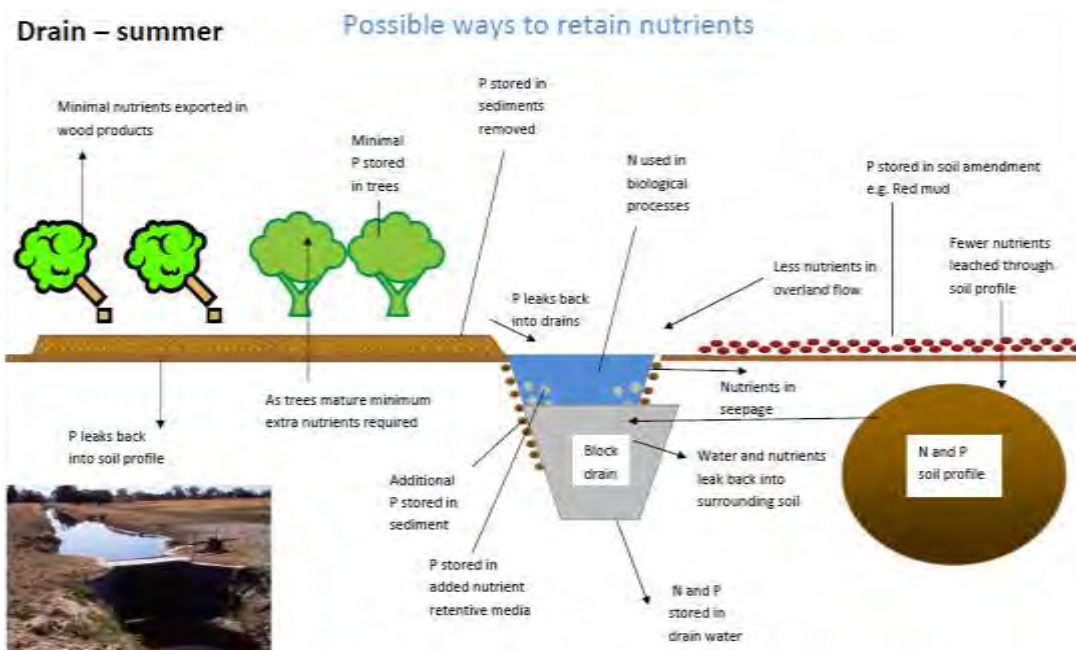 Drain – summer
Possible ways to retain nutrients
Minimal nutrients exported in
wood products
Minimal
P stored
in trees
P stored in
sediments
removed
N used in
biological
processes
P stored in soil amendment
e.g. Red mud
Fewer nutrients
leached through
soil profile
Less nutrients in
overland flow
P leaks back
into drains
As trees mature minimum
extra nutrients required
Nutrients in
seepage
P leaks back
into soil profile
Additional
P stored in
sediment
Block
drain
Water and nutrients
leak back into
surrounding soil
N and P
soil profile
P stored in
added nutrient
retentive media
N and P
stored in
drain water